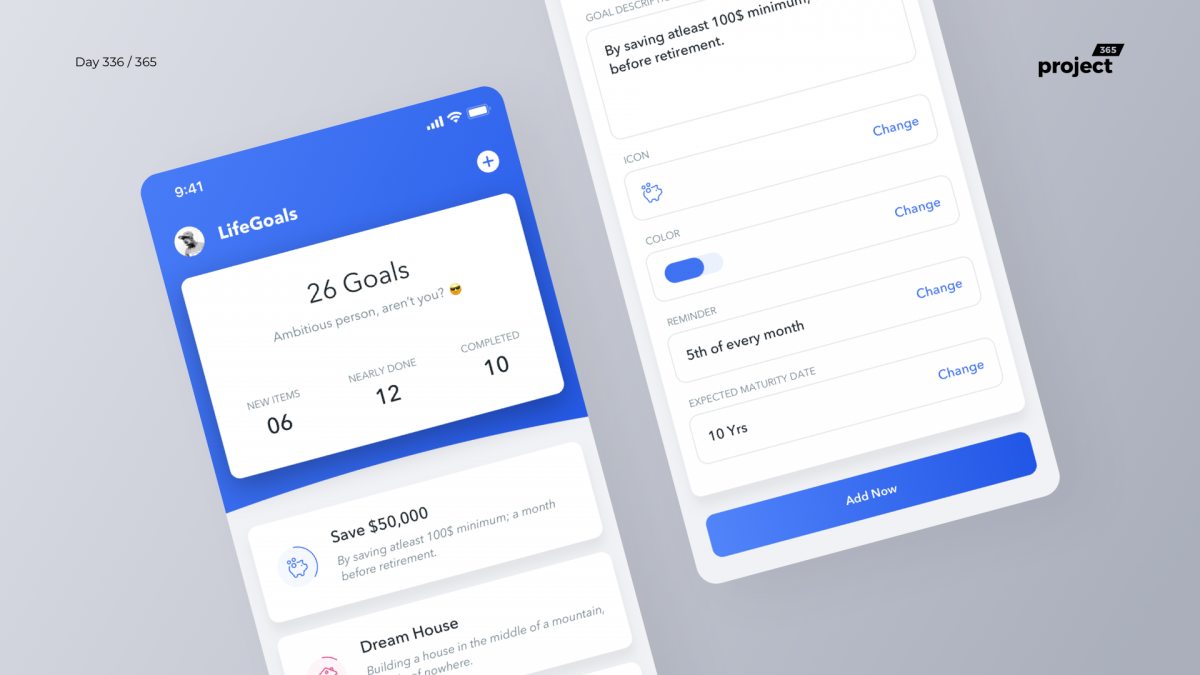 Day 336 / 365
365
project
9:41
LifeGoals
26 Goals
Ambitious person, aren't you? 😎
NEW ITEMS
06
NEARLY DONE
12
COMPLETED
10
Save $50,000
By saving atleast 100$ minimum; a month
before retirement.
Dream House
Building a house in the middle of a mountain,
of nowhere.
GOAL
By saving atleast 100$ minimum;
before retirement.
ICON
Change
COLOR
Change
REMINDER
5th of every month
Change
EXPECTED MATURITY DATE
10 Yrs
Change
Add Now